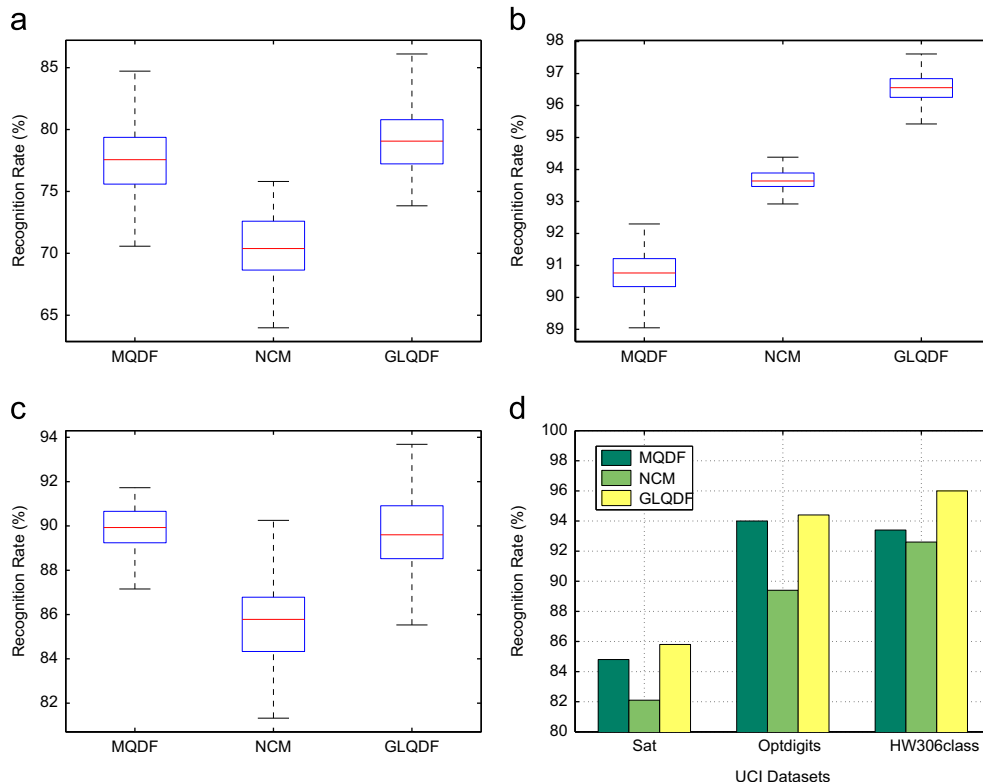 a
Recognition Rate (%)
85
80
75
70
65
MQDF NCM GLQDF
b
Recognition Rate (%)
98
97
96
95
94
93
92
91
90
89
MQDF NCM GLQDF
c
Recognition Rate (%)
94
92
90
88
86
84
82
MQDF NCM GLQDF
d
Recognition Rate (%)
100
98
96
94
92
90
88
86
84
82
80
MQDF
NCM
GLQDF
Sat Optdigits HW306class
UCI Datasets